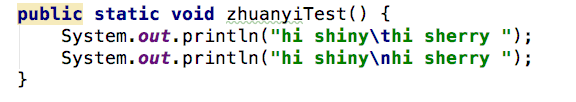 public static void zhuanyiTest() {
    System.out.println("hi shiny\thi sherry ");
    System.out.println("hi shiny\nhi sherry ");
}